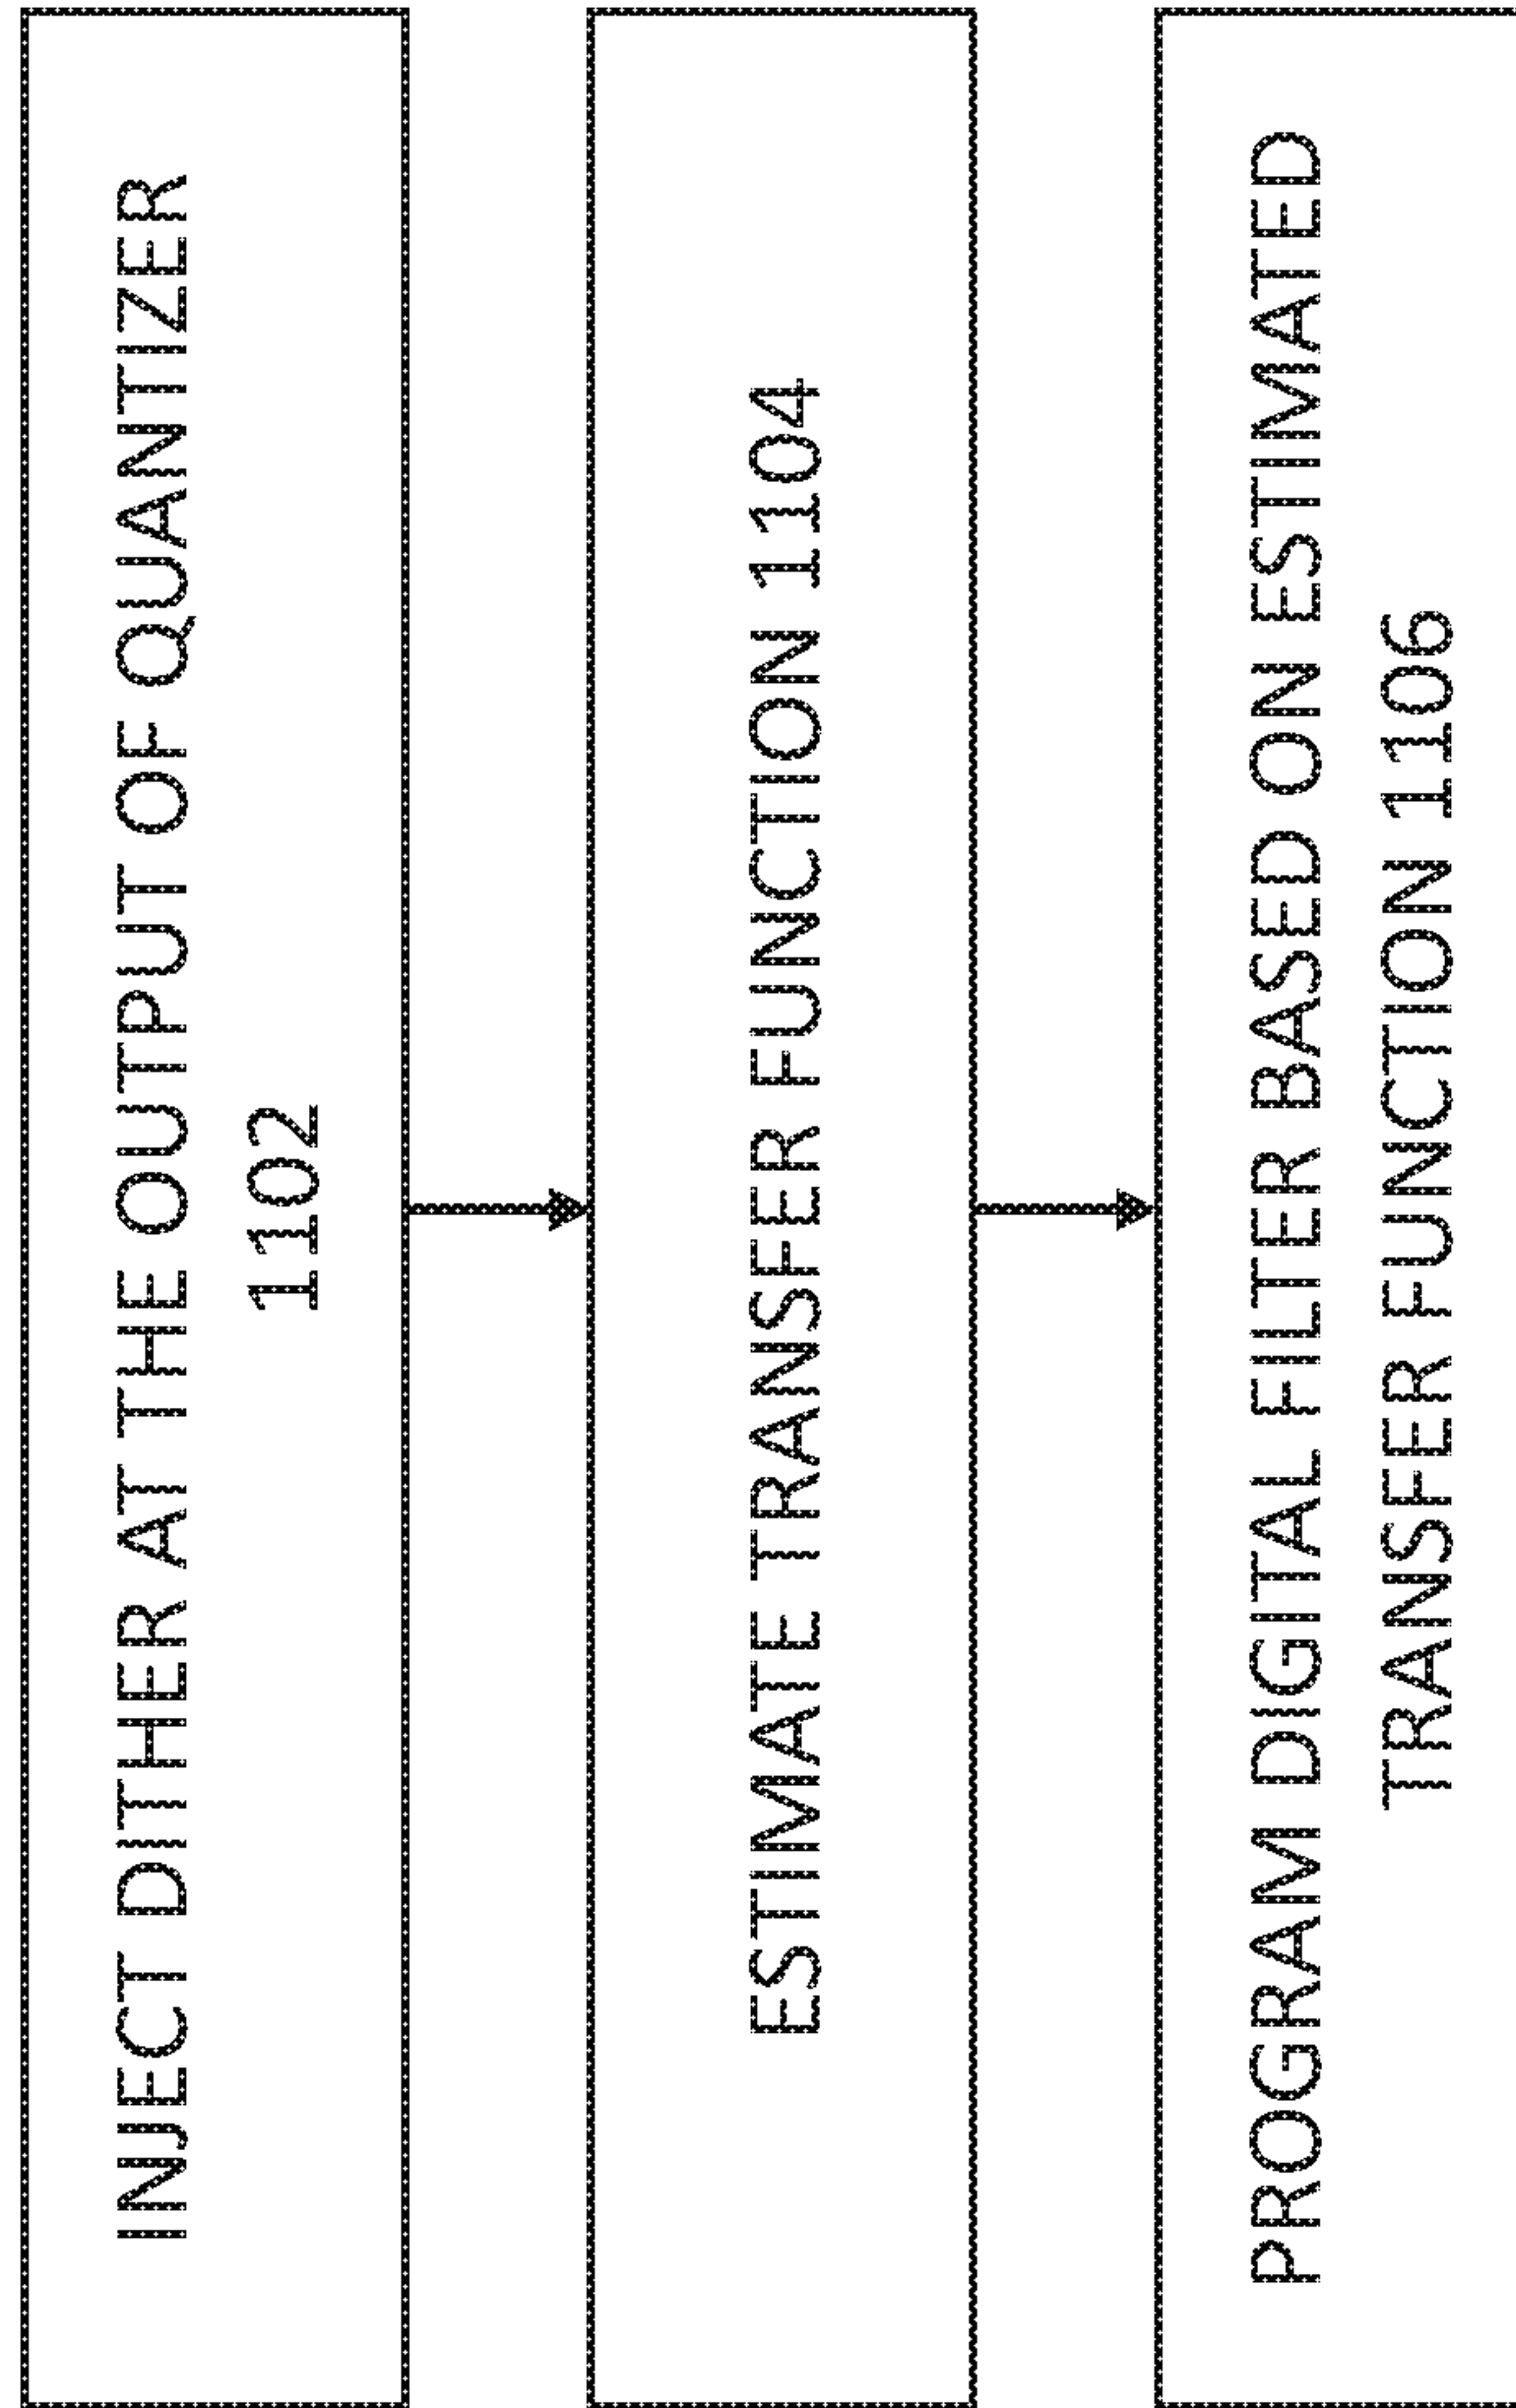 INJECT DITHER AT THE OUTPUT OF QUANTIZER
1102
ESTIMATE TRANSFER FUNCTION 1104
PROGRAM DIGITAL FILTER BASED ON ESTIMATED
TRANSFER FUNCTION 1106